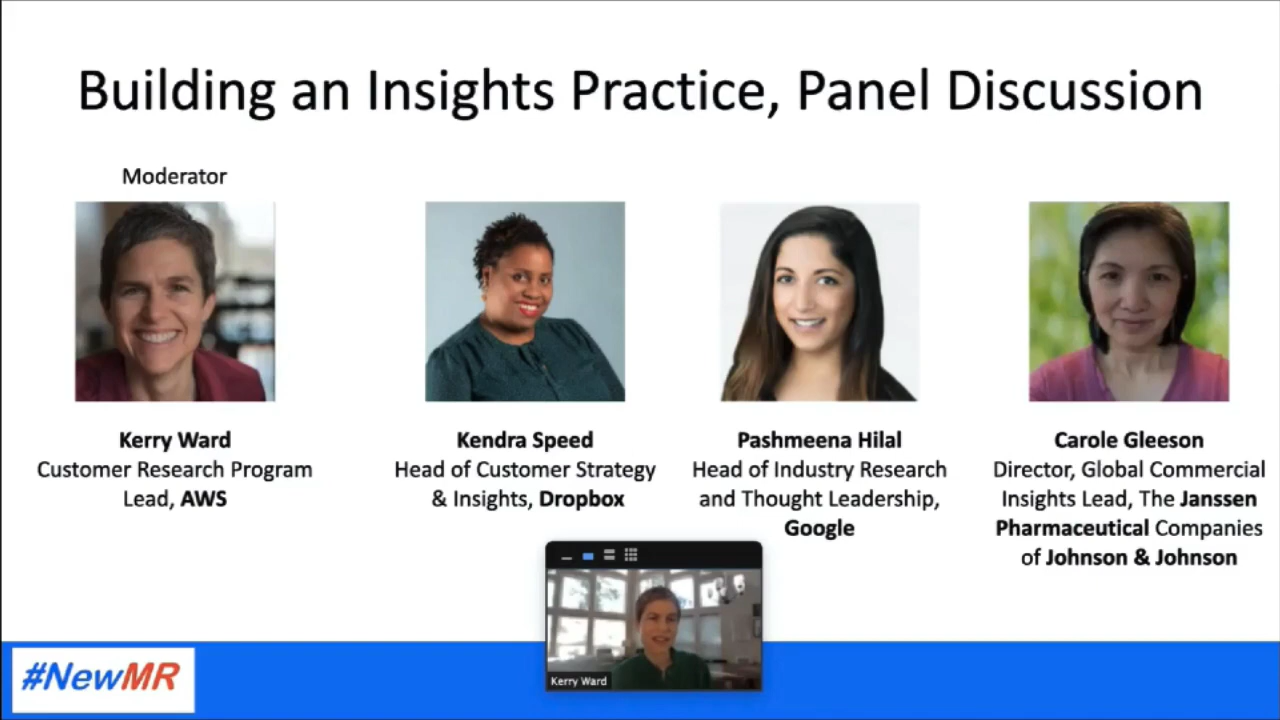 Building an Insights Practice, Panel Discussion
Moderator
Kerry Ward
Customer Research Program
Lead, AWS
Kendra Speed
Head of Customer Strategy
& Insights, Dropbox
Pashmeena Hilal
Head of Industry Research
and Thought Leadership,
Google
Carole Gleeson
Director, Global Commercial
Insights Lead, The Janssen
Pharmaceutical Companies
of Johnson & Johnson
Kerry Ward
#NewMR